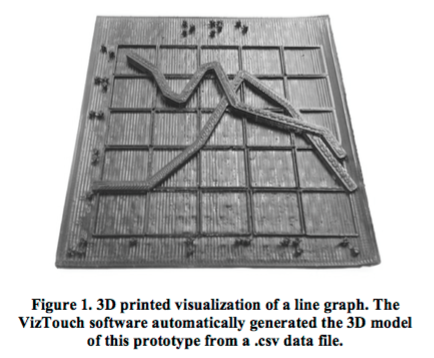 Figure 1. 3D printed visualization of a line graph. The
VizTouch software automatically generated the 3D model
of this prototype from a .csv data file.